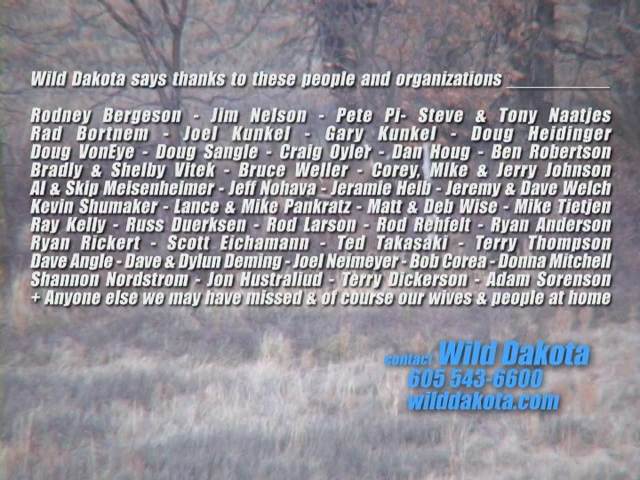 Wild Dakota says thanks to these people and organizations ___________
Rodney Bergeson - Jim Nelson - Pete Pi- Steve & Tony Naatjes
Rad Bortnem - Joel Kunkel - Gary Kunkel - Doug Heidinger
Doug VonEye - Doug Sangle - Craig Oyler - Dan Houg - Ben Robertson
Bradly & Shelby Vitek - Bruce Weller - Corey, Mike & Jerry Johnson
Al & Skip Meisenheimer - Jeff Nohava - Jeramie Heib - Jeremy & Dave Welch
Kevin Shumaker - Lance & Mike Pankratz - Matt & Deb Wise - Mike Tietjen
Ray Kelly - Russ Duerksen - Rod Larson - Rod Rehfelt - Ryan Anderson
Ryan Rickert - Scott Eichamann - Ted Takasaki - Terry Thompson
Dave Angle - Dave & Dylun Deming - Joel Neimeyer - Bob Corea - Donna Mitchell
Shannon Nordstrom - Jon Hustraliud - Terry Dickerson - Adam Sorenson
+ Anyone else we may have missed & of course our wives & people at home
contact Wild Dakota
605 543-6600
wilddakota.com